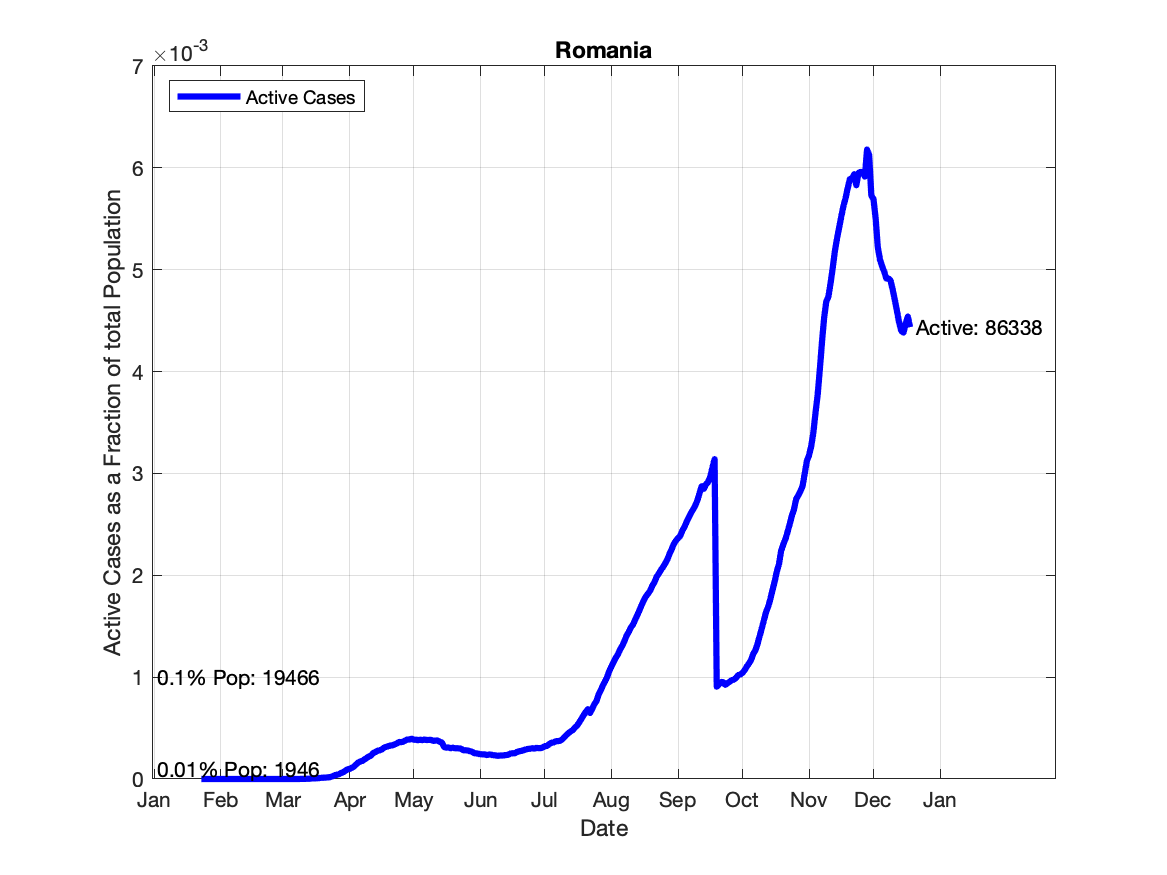 Romania
×10-3
7
Active Cases
6
5
Active: 86338
4
3
2
1
0.1% Pop: 19466
0.01% Pop: 1946
0
Jan Feb Mar Apr May Jun Jul Aug Sep Oct Nov Dec Jan
Date
Active Cases as a Fraction of total Population